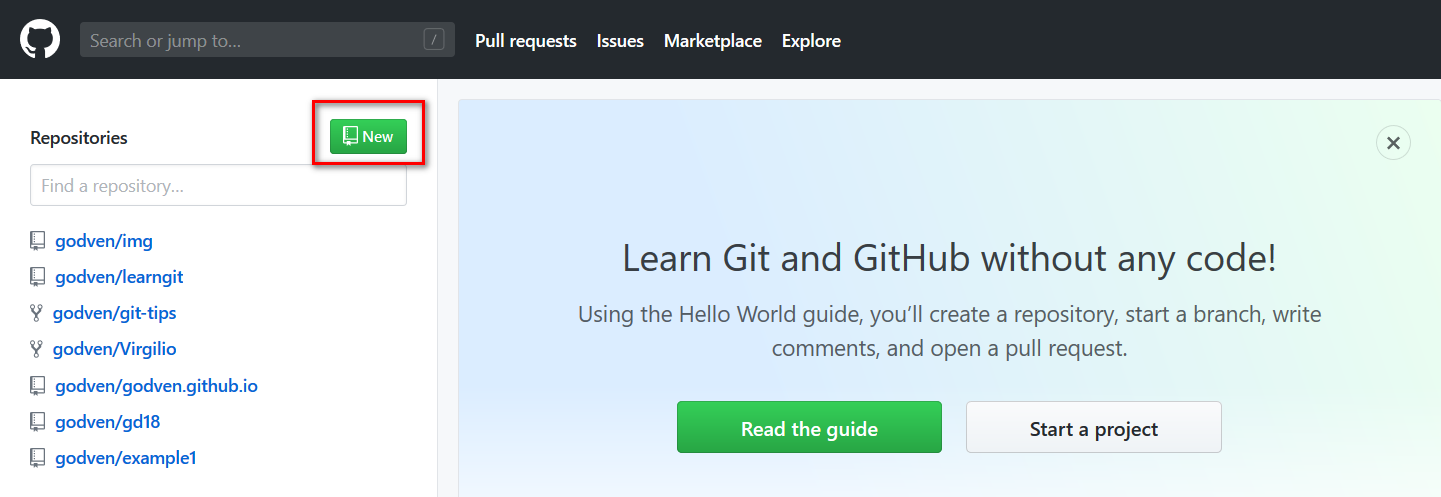 Search or jump to...
/
Pull requests
Issues
Marketplace
Explore
Repositories
New
Find a repository...
godven/img
godven/learngit
godven/git-tips
godven/Virgilio
godven/godven.github.io
godven/gd18
godven/example1
Learn Git and GitHub without any code!
Using the Hello World guide, you’ll create a repository, start a branch, write
comments, and open a pull request.
Read the guide
Start a project